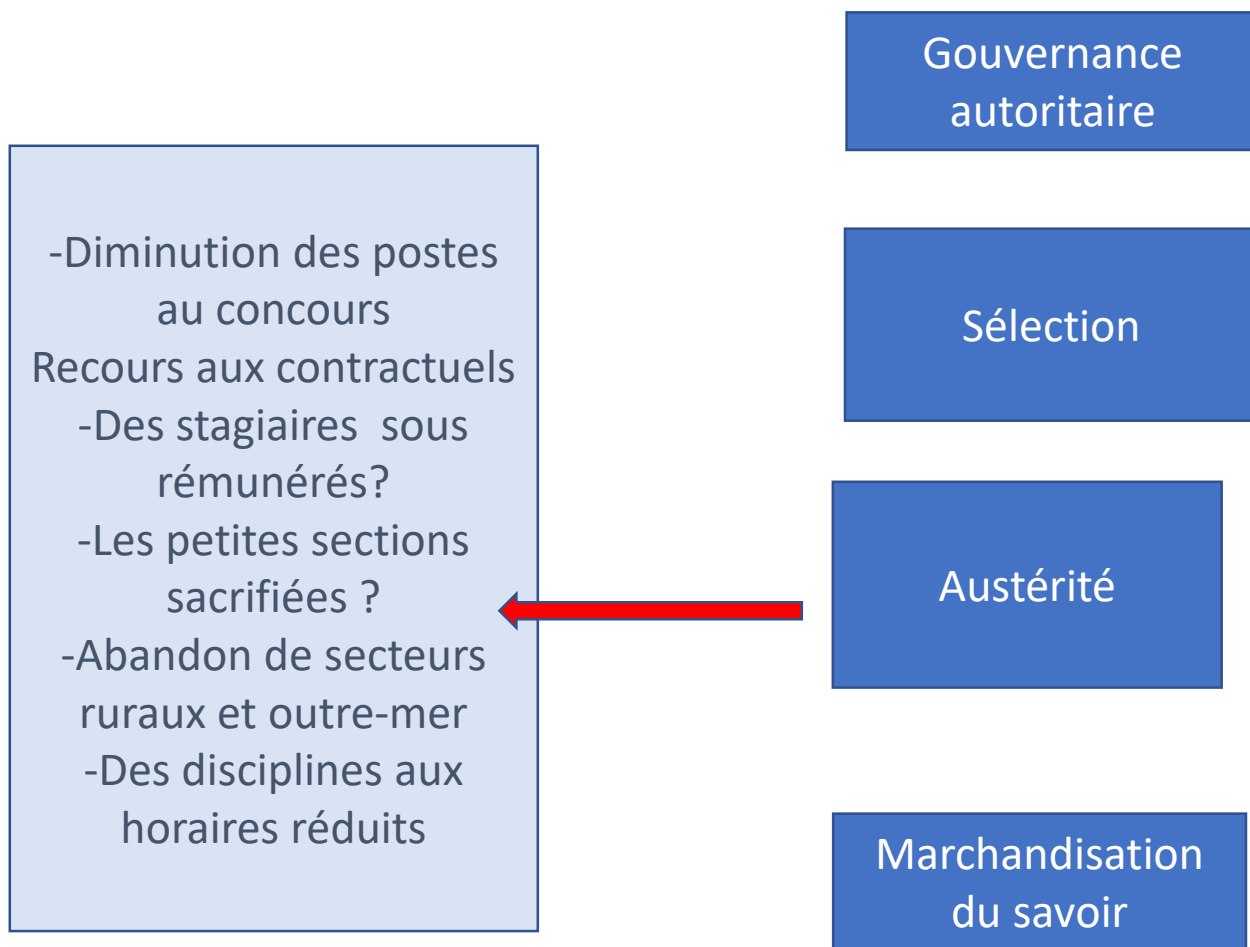 Gouvernance
autoritaire
-Diminution des postes
au concours
Recours aux contractuels
-Des stagiaires  sous
rémunérés?
-Les petites sections
sacrifiées ?
-Abandon de secteurs
ruraux et outre-mer
-Des disciplines aux
horaires réduits
Sélection
Austérité
Marchandisation
du savoir